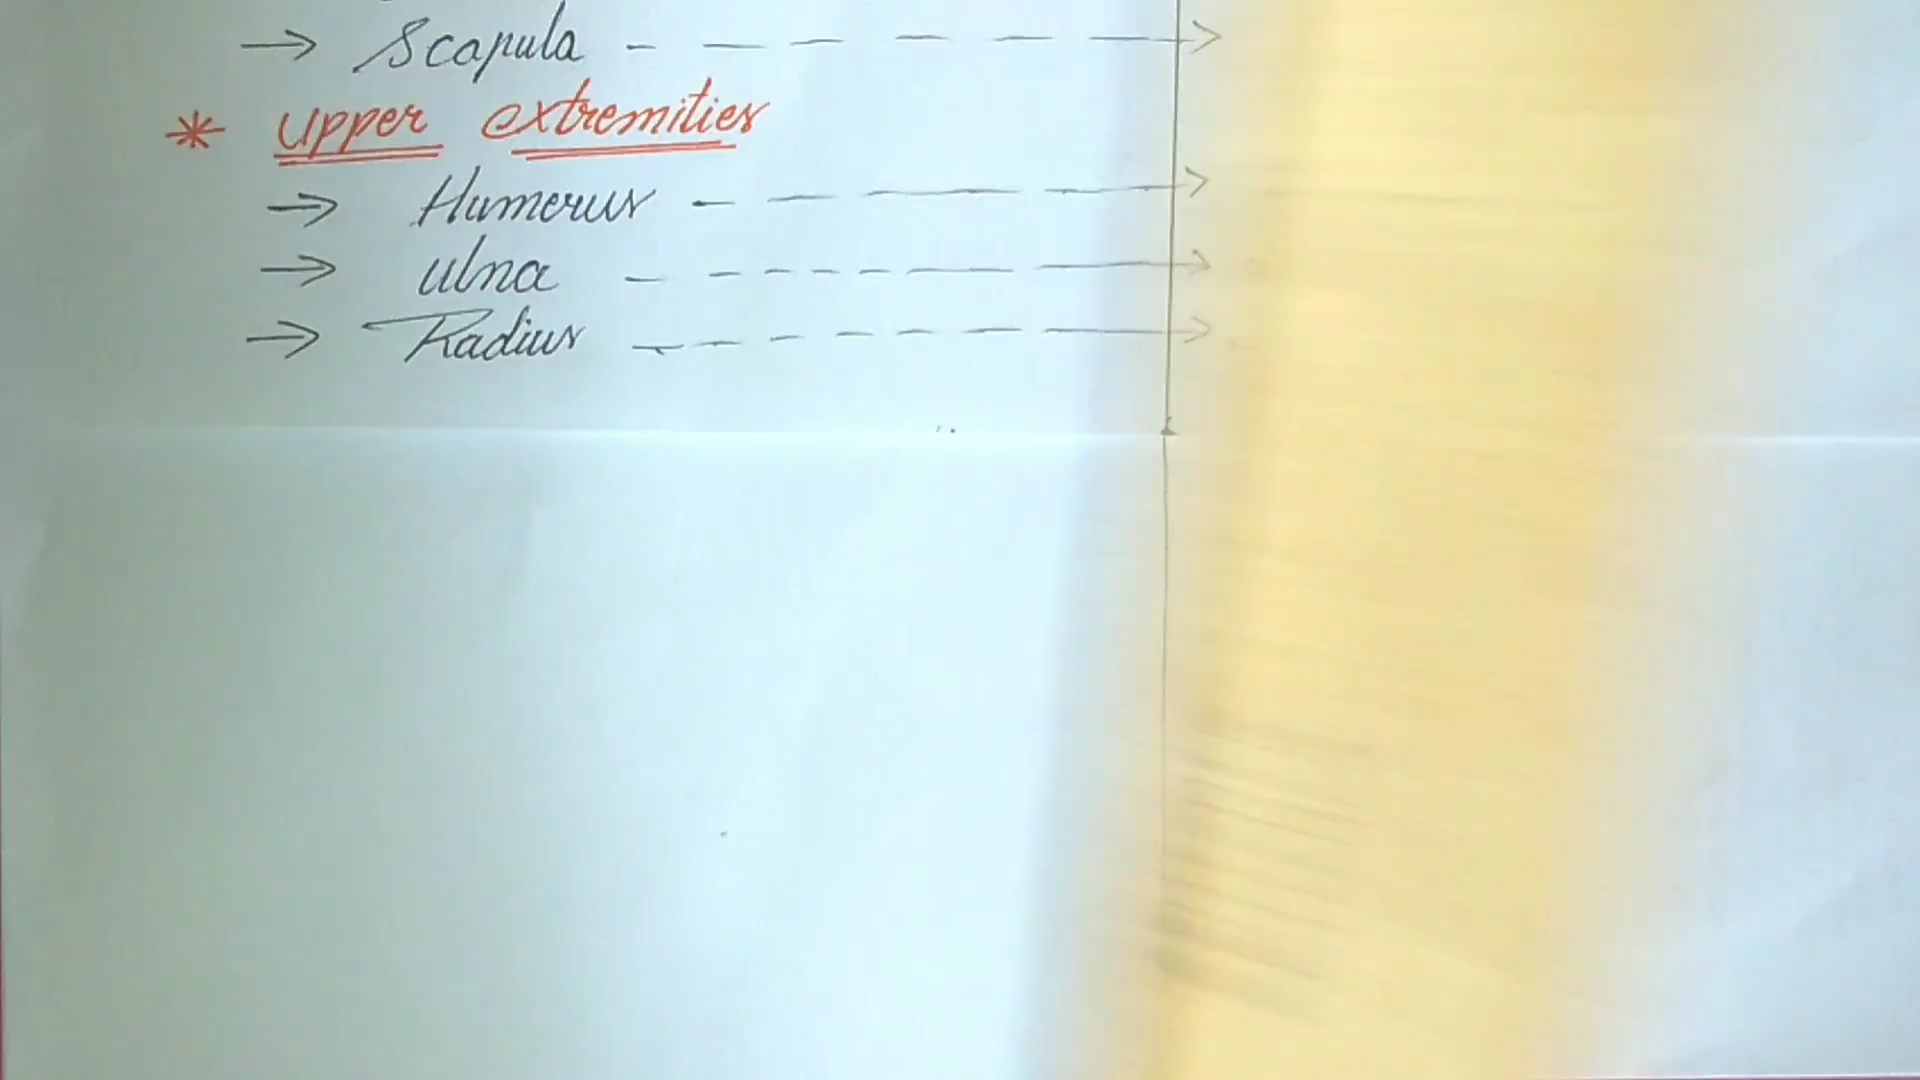 → Scapula - - - - - - →
* Upper extremities
→ Humerus - - - - - →
→ ulna - - - - - - - →
→ Radius - - - - - - - →